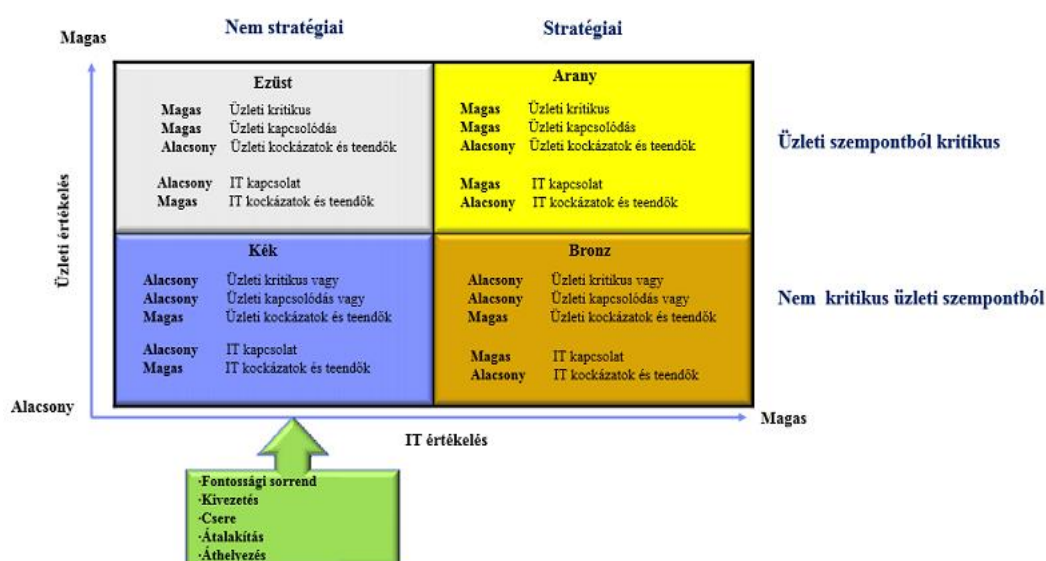 Nem stratégiai
Stratégiai
Magas
Üzleti értékelés
Ezüst
Magas Üzleti kritikus
Magas Üzleti kapcsolódás
Alacsony Üzleti kockázatok és teendők
Alacsony IT kapcsolat
Magas IT kockázatok és teendők
Arany
Magas Üzleti kritikus
Magas Üzleti kapcsolódás
Alacsony Üzleti kockázatok és teendők
Magas IT kapcsolat
Alacsony IT kockázatok és teendők
Üzleti szempontból kritikus
Kék
Alacsony Üzleti kritikus vagy
Alacsony Üzleti kapcsolódás vagy
Magas Üzleti kockázatok és teendők
Alacsony IT kapcsolat
Magas IT kockázatok és teendők
Bronz
Alacsony Üzleti kritikus vagy
Alacsony Üzleti kapcsolódás vagy
Magas Üzleti kockázatok és teendők
Magas IT kapcsolat
Alacsony IT kockázatok és teendők
Nem kritikus üzleti szempontból
Alacsony
Magas
IT értékelés
·Fontossági sorrend
·Kivezetés
·Csere
·Átalakítás
·Áthelyezés